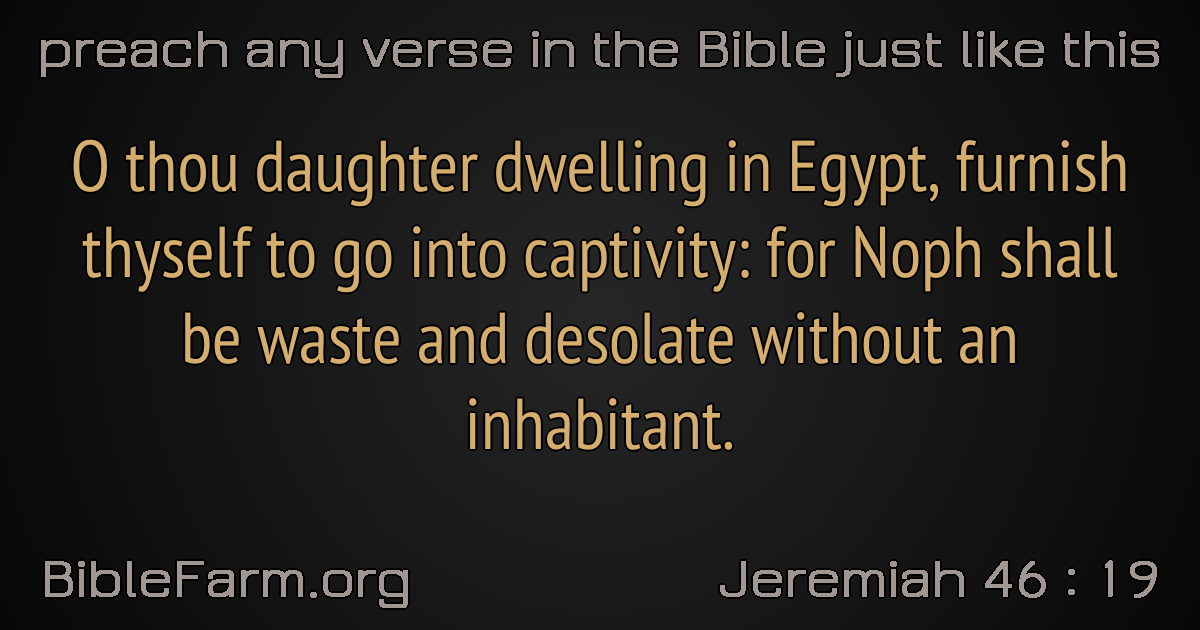 preach any verse in the Bible just like this
O thou daughter dwelling in Egypt, furnish
thyself to go into captivity: for Noph shall
be waste and desolate without an
inhabitant.
BibleFarm.org
Jeremiah 46 : 19